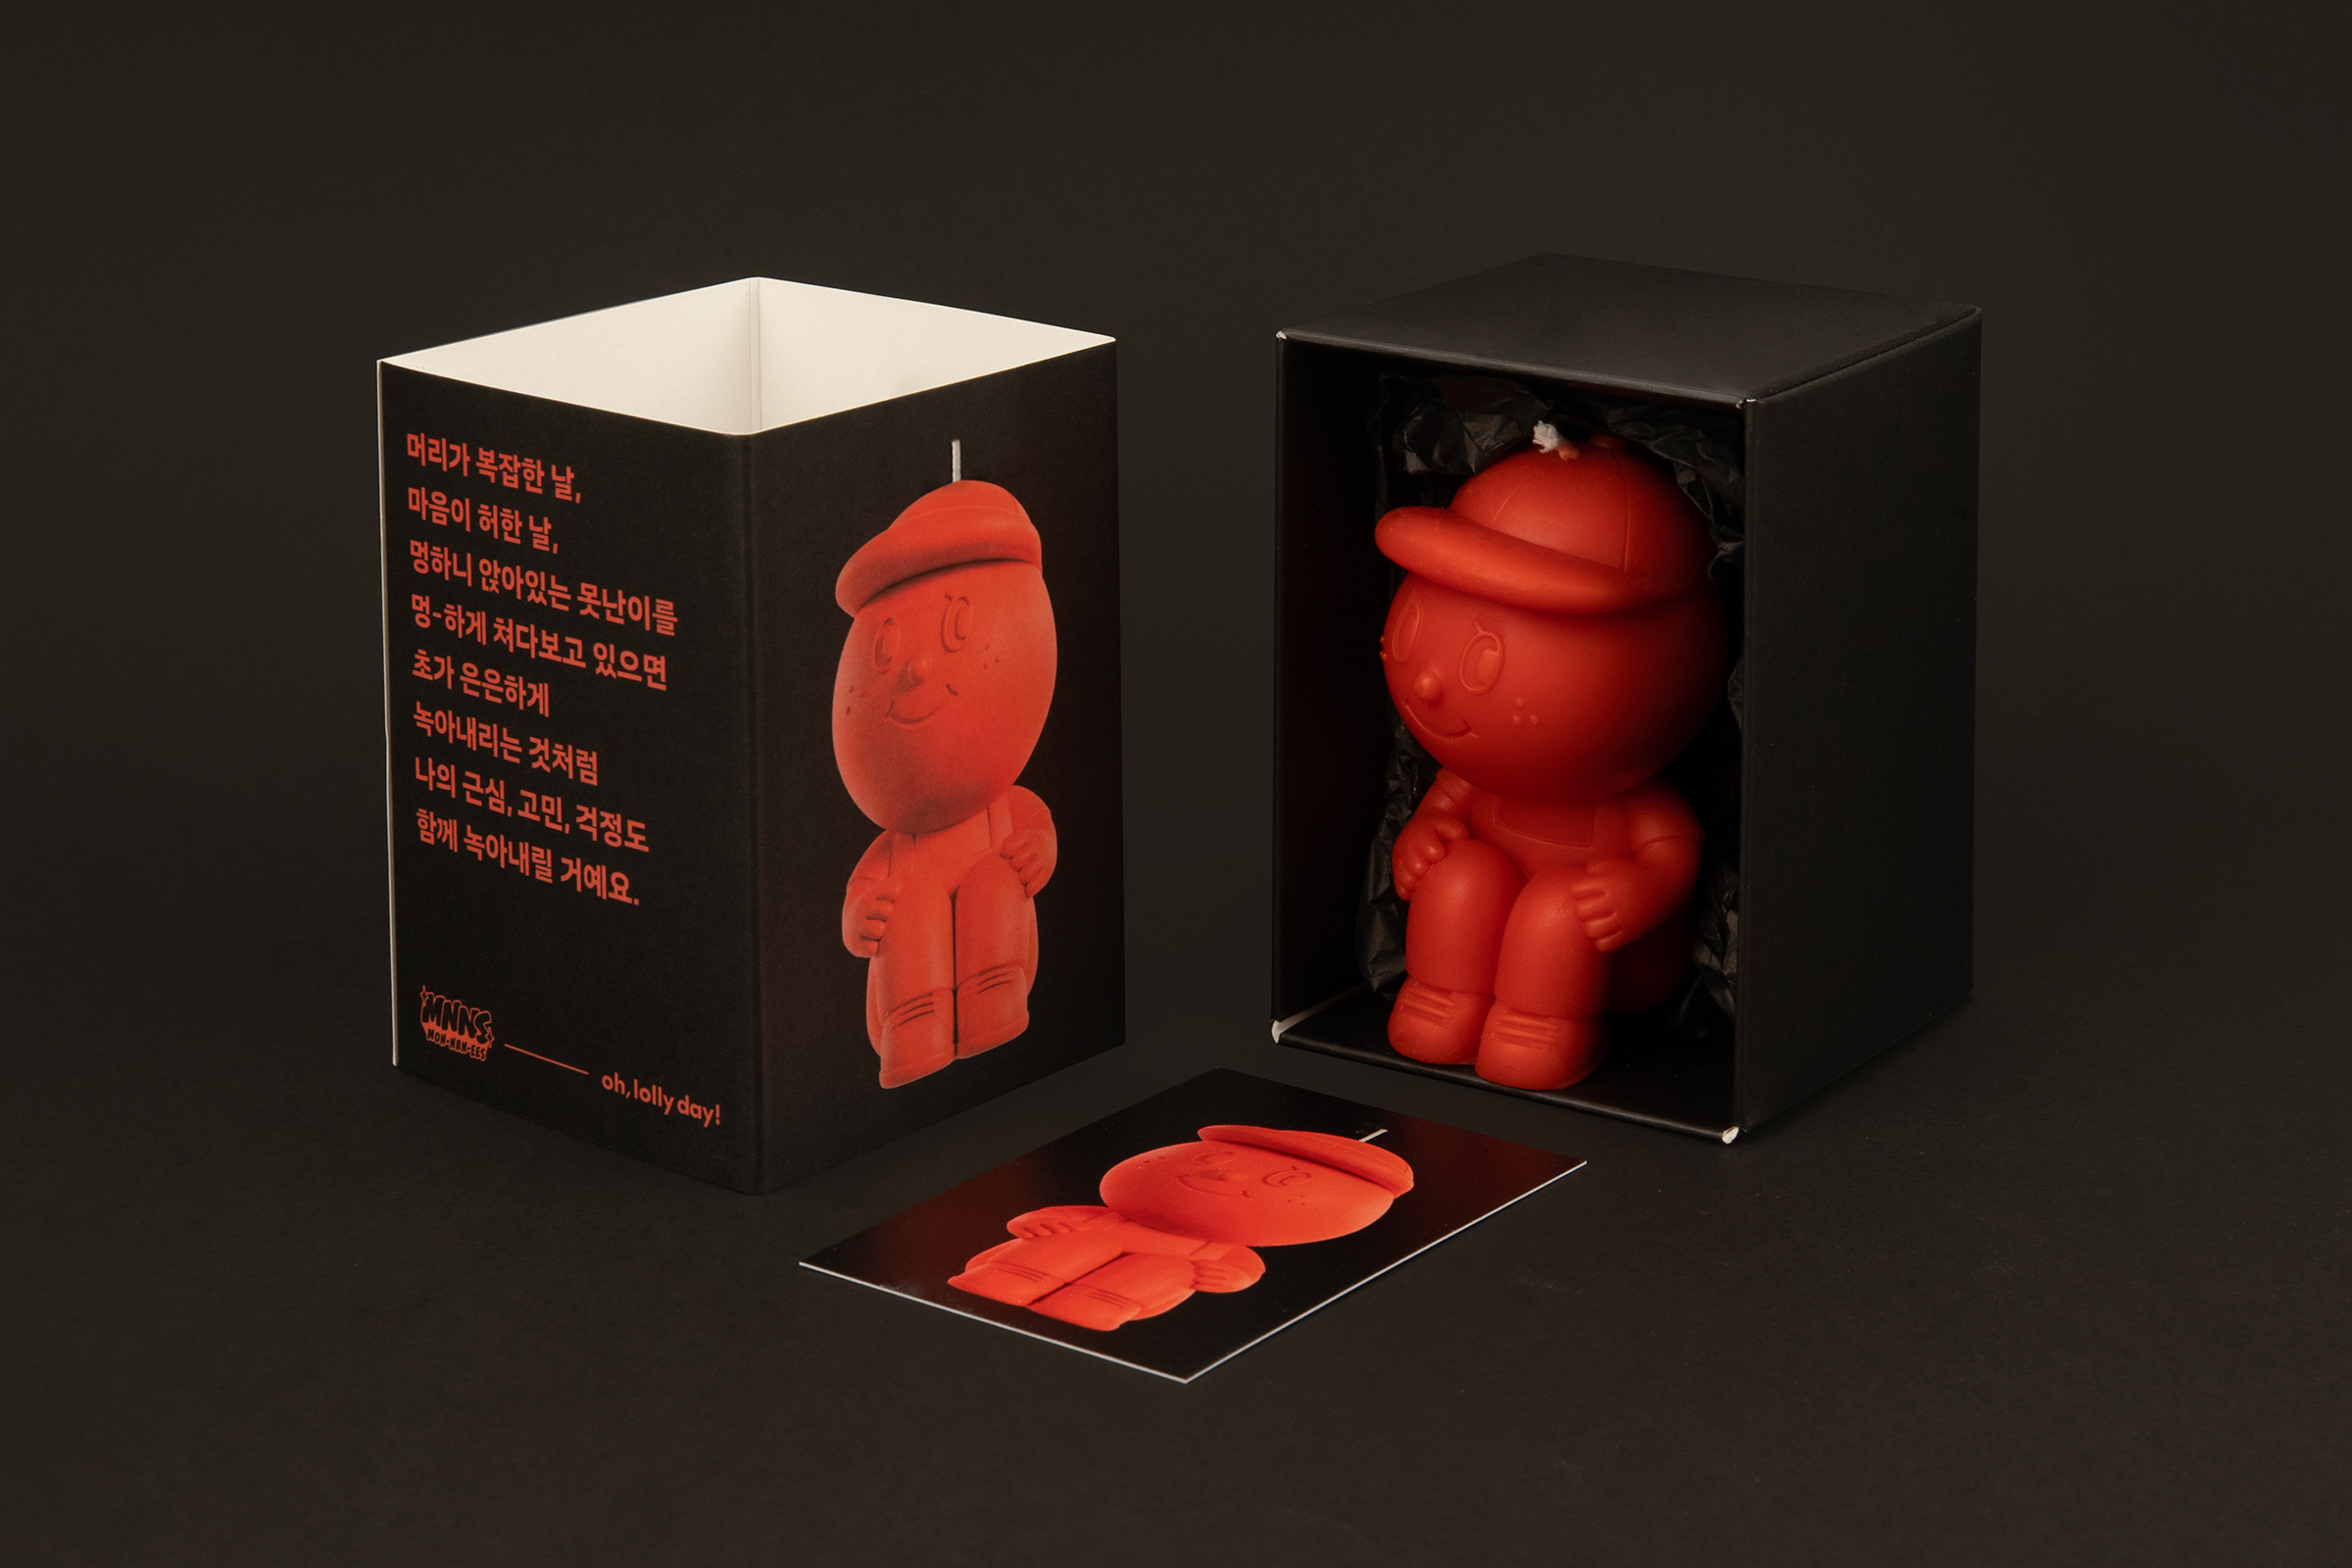 머리가 복잡한 날,
마음이 허한 날,
멍하니 앉아있는 못난이를
멍-하게 쳐다보고 있으면
초가 은은하게
녹아내리는 것처럼
나의 근심, 고민, 걱정도
함께 녹아내릴 거예요.
MNNS
MON-NAN-EES
oh, lolly day!